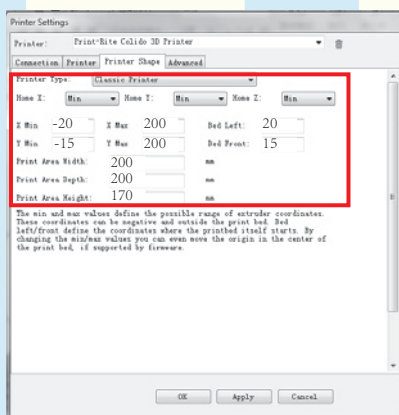 Printer Settings
Printer: Print-Rite Colido 3D Printer
Connection Printer Printer Shape Advanced
Printer Type: Classic Printer
Home X: Min Home Y: Min Home Z: Min
X Min -20 X Max 200 Bed Left: 20
Y Min -15 Y Max 200 Bed Front: 15
Print Area Width: 200 mm
Print Area Depth: 200 mm
Print Area Height: 170 mm
The min and max values define the possible range of extruder coordinates.
These coordinates can be negative and outside the print bed. Bed
left/front define the coordinates where the printbed itself starts. By
changing the min/max values you can even move the origin in the center of
the print bed, if supported by firmware.
OK Apply Cancel